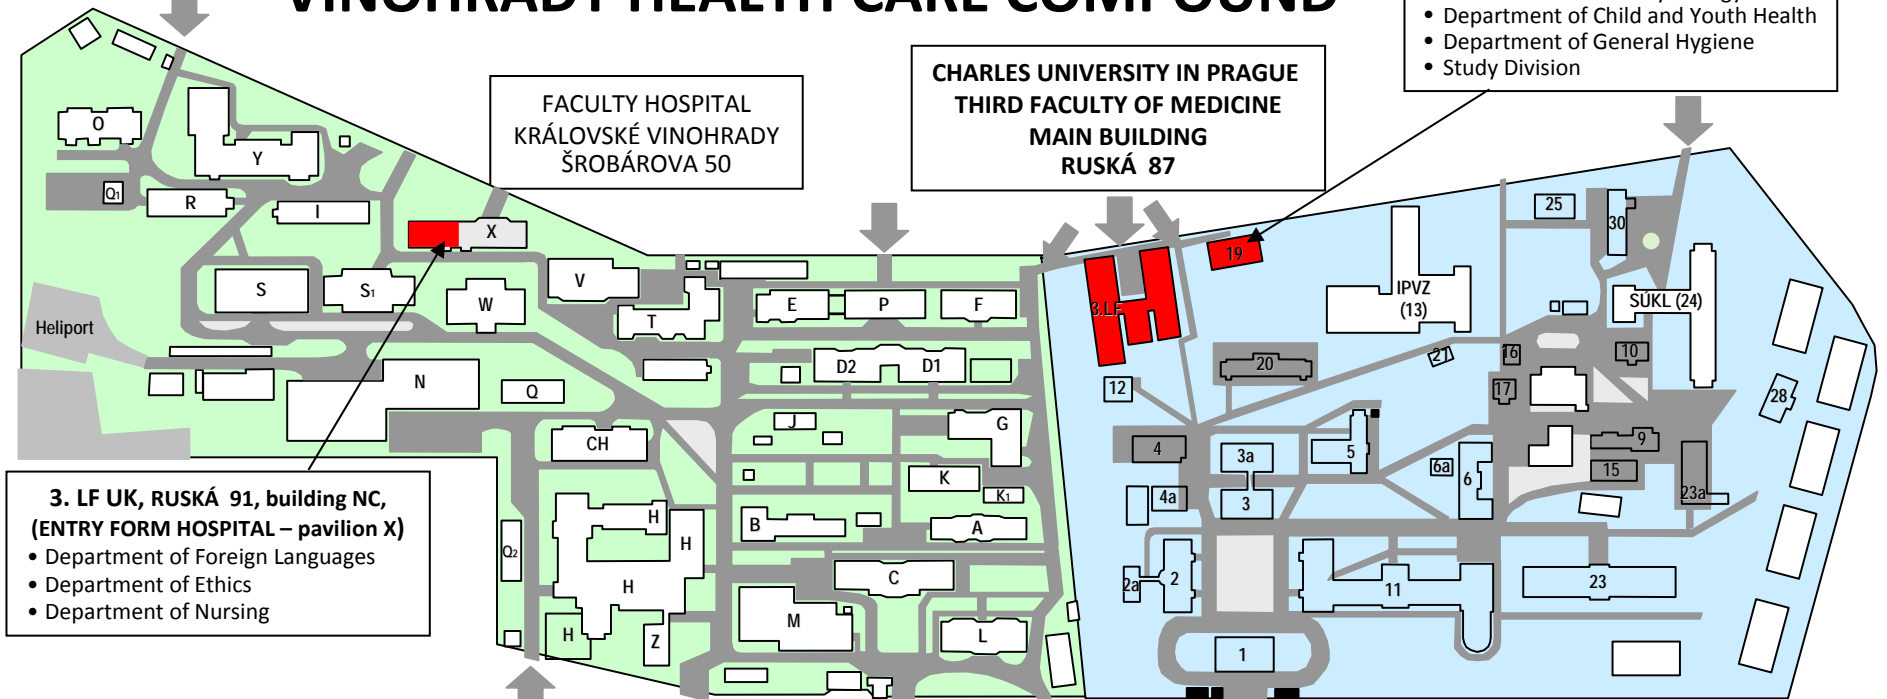 VINOHRADY HEALTH CARE COMPOUND
• Department of Child and Youth Health
• Department of General Hygiene
• Study Division
FACULTY HOSPITAL
KRÁLOVSKÉ VINOHRADY
ŠROBÁROVA 50
CHARLES UNIVERSITY IN PRAGUE
THIRD FACULTY OF MEDICINE
MAIN BUILDING
RUSKÁ 87
O
Y
Q1
R
I
X
S
S1
W
V
T
E
P
F
Heliport
N
Q
D2
D1
CH
J
G
K
K1
B
A
H
H
H
H
Q2
Z
C
M
L
3.LF
19
25
30
IPVZ
(13)
SÚKL (24)
20
27
16
10
17
12
28
4
3a
5
6a
6
9
15
23a
4a
3
2a
2
11
23
1
3. LF UK, RUSKÁ 91, building NC,
(ENTRY FORM HOSPITAL – pavilion X)
• Department of Foreign Languages
• Department of Ethics
• Department of Nursing